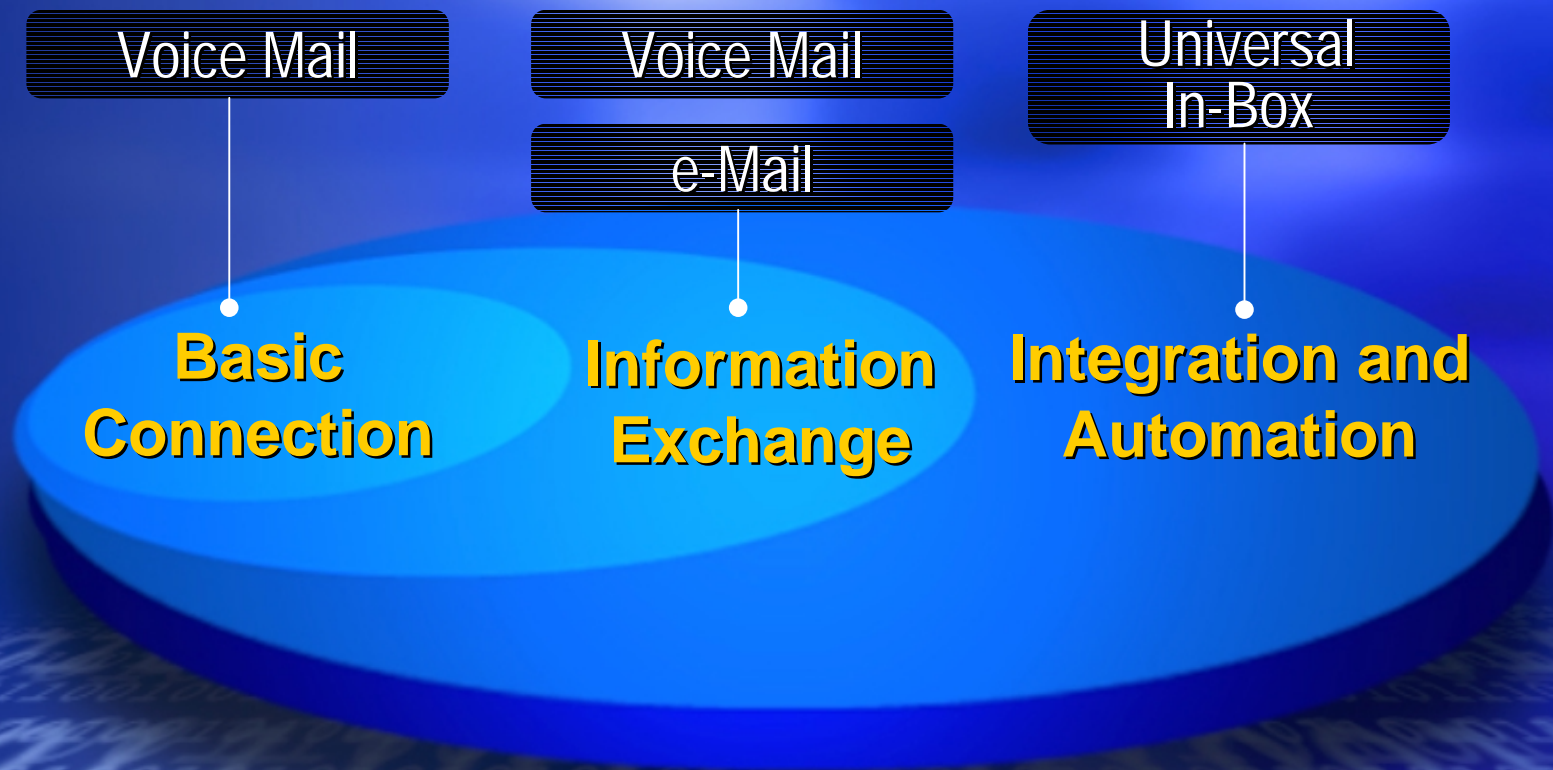 Voice Mail
Voice Mail
e-Mail
Universal
In-Box
Basic
Connection
Information
Exchange
Integration and
Automation